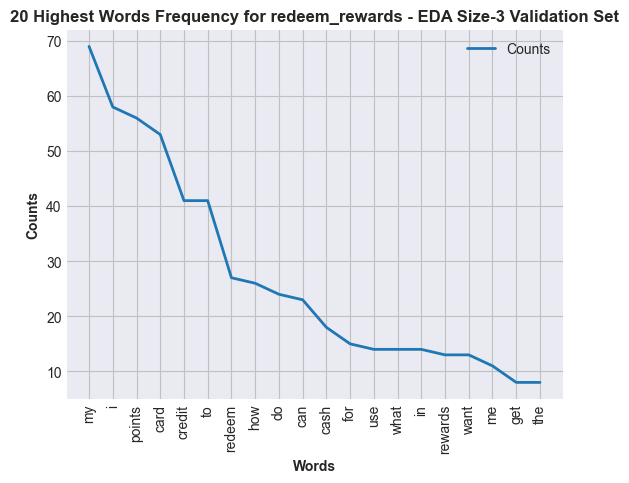 20 Highest Words Frequency for redeem_rewards - EDA Size-3 Validation Set
Counts
70
60
50
40
30
20
10
Counts
my
i
points
card
credit
to
redeem
how
do
can
cash
for
use
what
in
rewards
want
me
get
the
Words